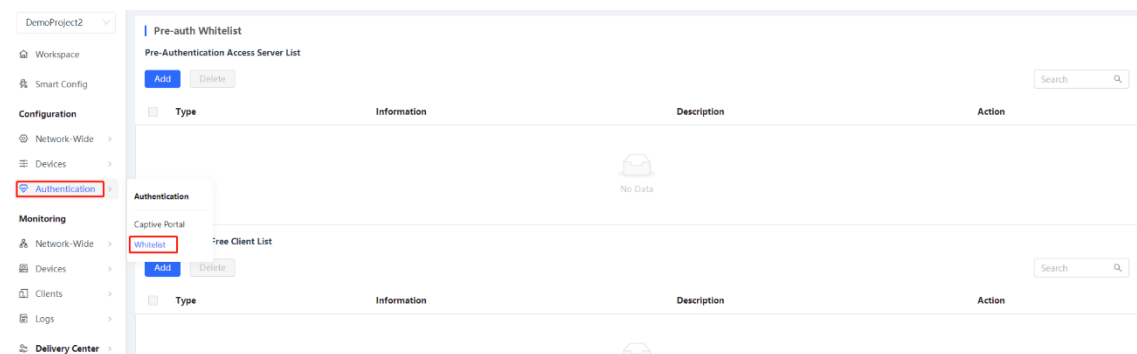 DemoProject2
Workspace
Smart Config
Configuration
Network-Wide
Devices
Authentication
Monitoring
Network-Wide
Devices
Clients
Logs
Delivery Center
Authentication
Captive Portal
Whitelist
Pre-auth Whitelist
Pre-Authentication Access Server List
Add Delete Search
Type Information Description Action
No Data
Free Client List
Add Delete Search
Type Information Description Action